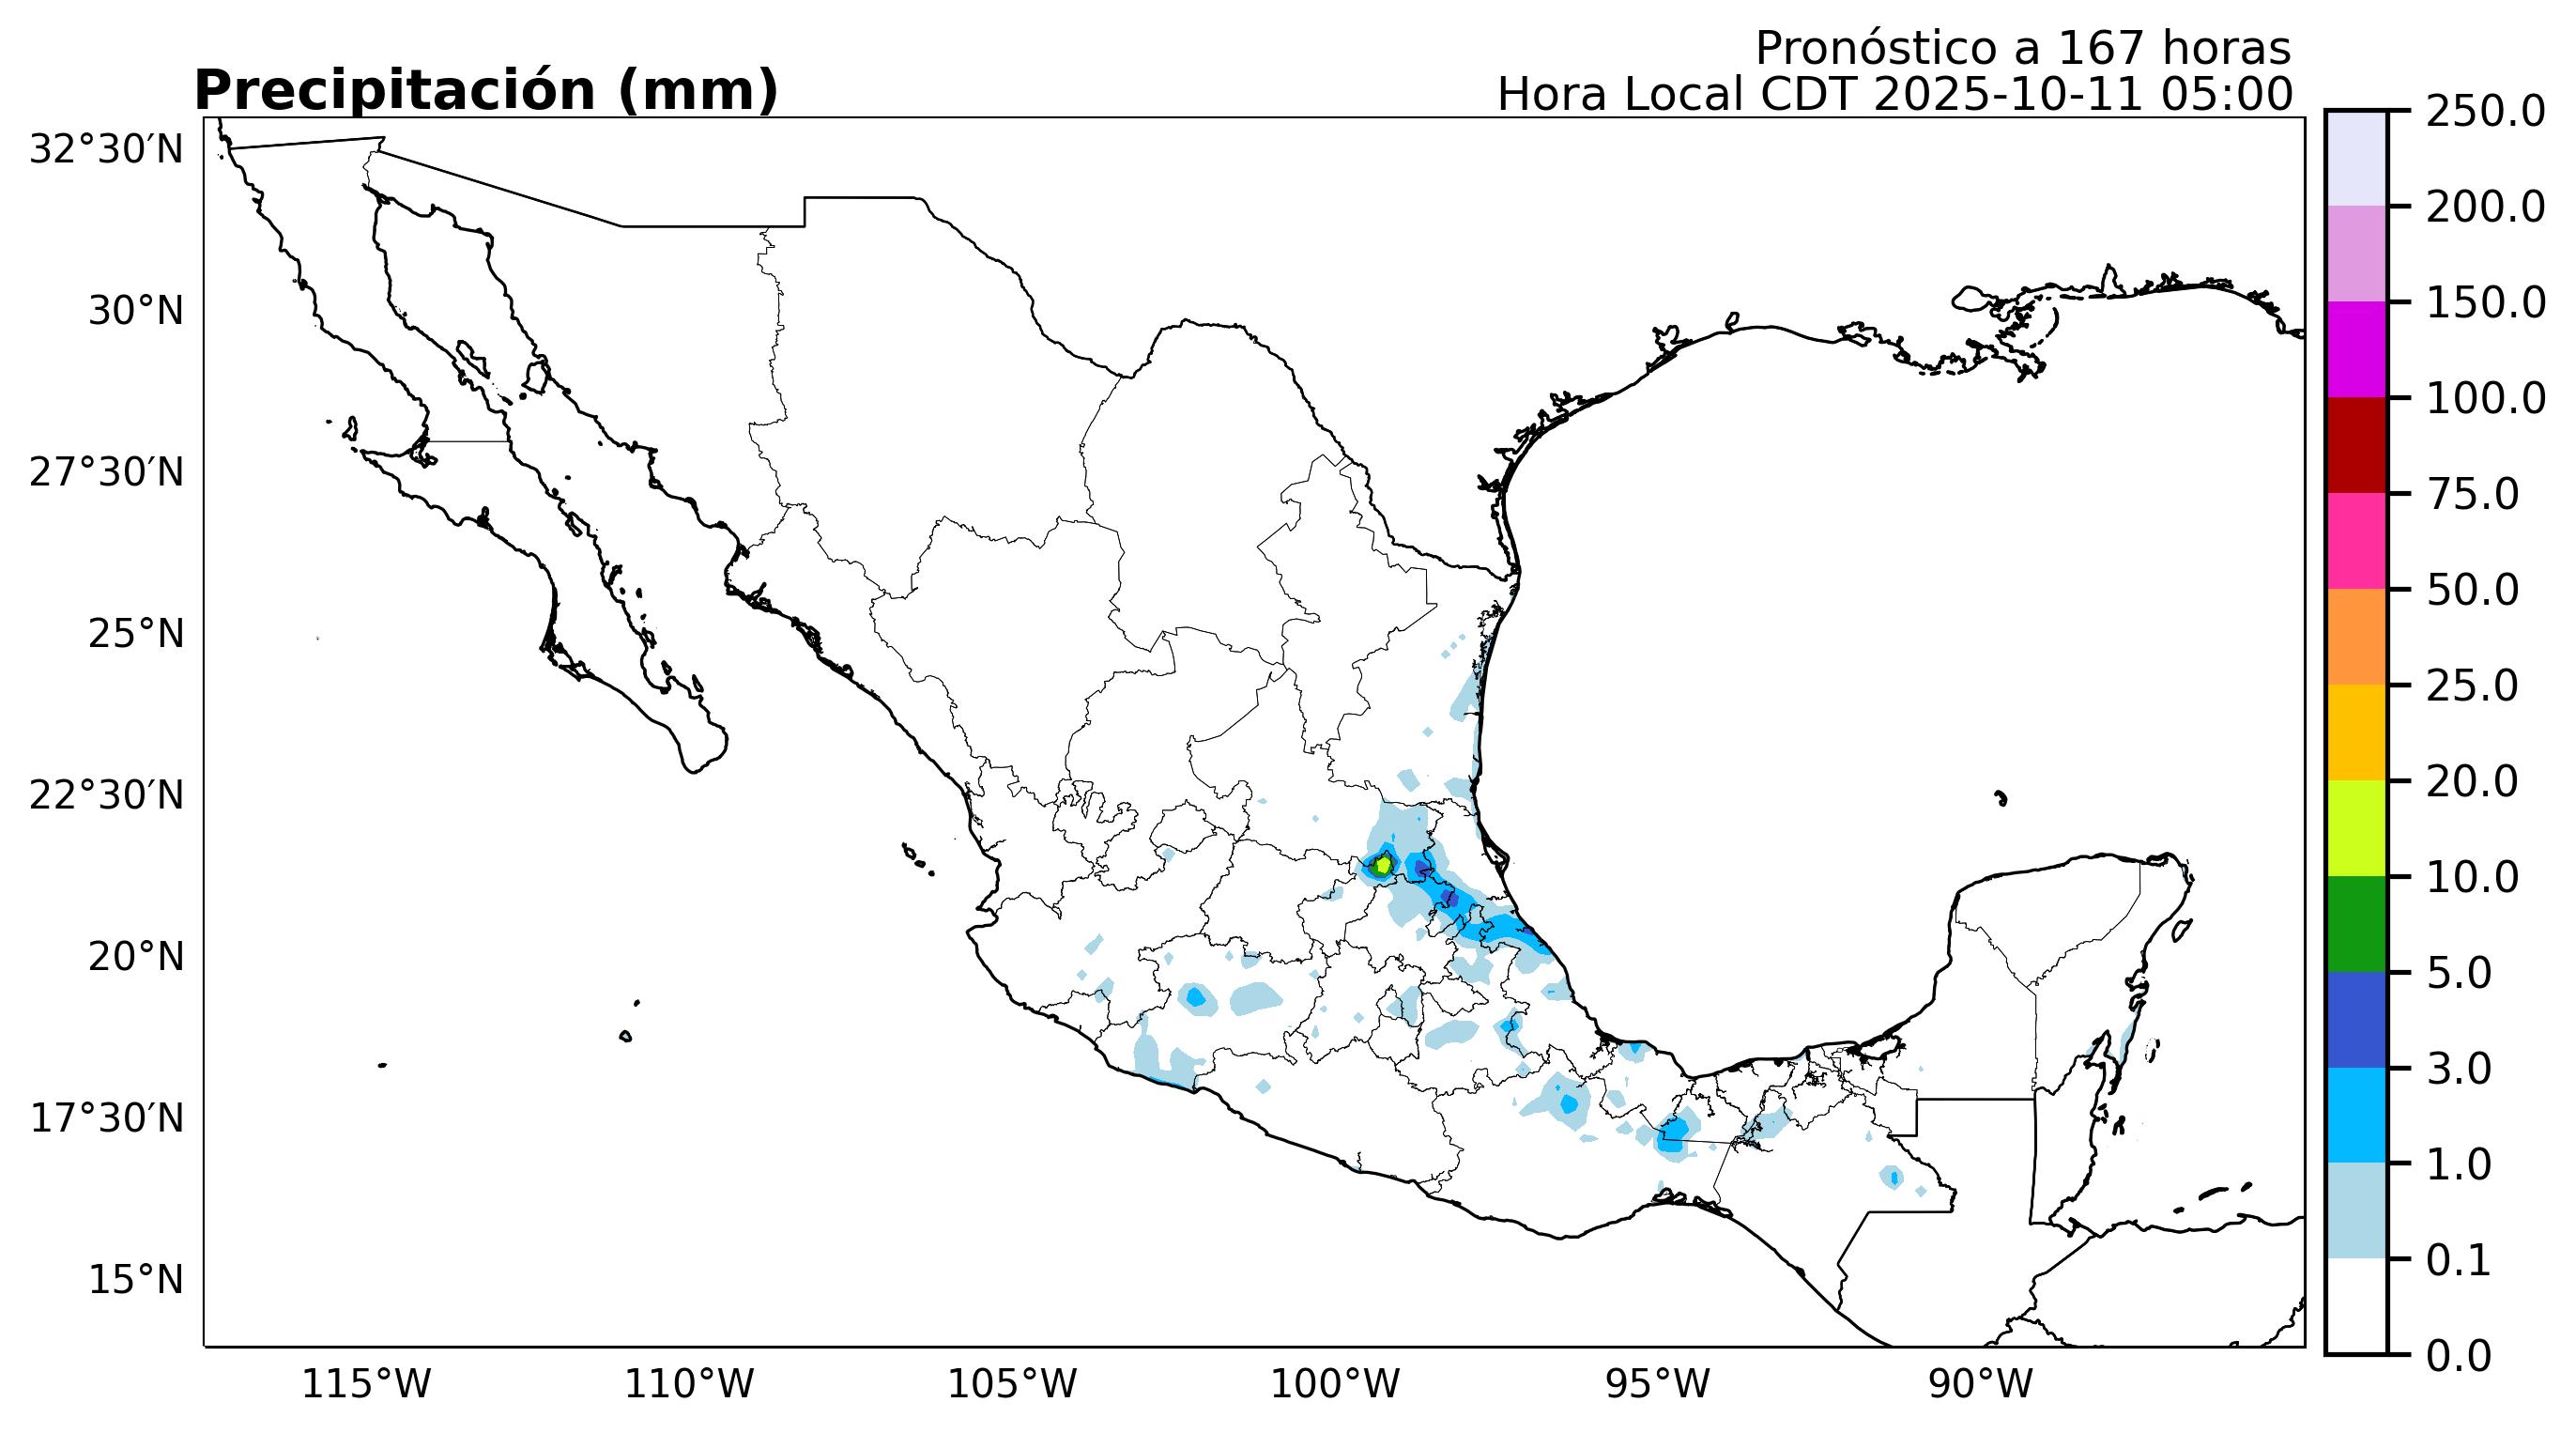 Pronóstico a 167 horas
Precipitación (mm)
Hora Local CDT 2025-10-11 05:00
32°30′N
30°N
27°30′N
25°N
22°30′N
20°N
17°30′N
15°N
115°W
110°W
105°W
100°W
95°W
90°W
250.0
200.0
150.0
100.0
75.0
50.0
25.0
20.0
10.0
5.0
3.0
1.0
0.1
0.0